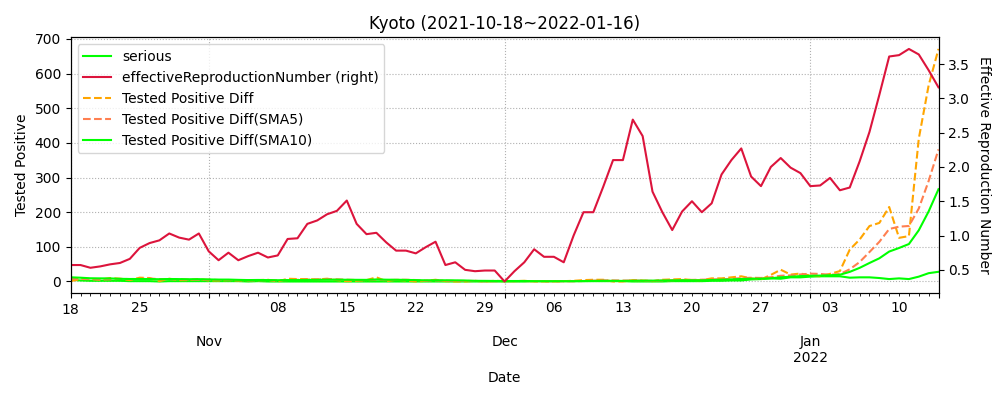 Kyoto (2021-10-18~2022-01-16)
serious
effectiveReproductionNumber (right)
Tested Positive Diff
Tested Positive Diff(SMA5)
Tested Positive Diff(SMA10)
Tested Positive
700
600
500
400
300
200
100
0
Effective Reproduction Number
3.5
3.0
2.5
2.0
1.5
1.0
0.5
18 25 08 15 22 29 06 13 20 27 03 10
Nov Dec Jan
2022
Date